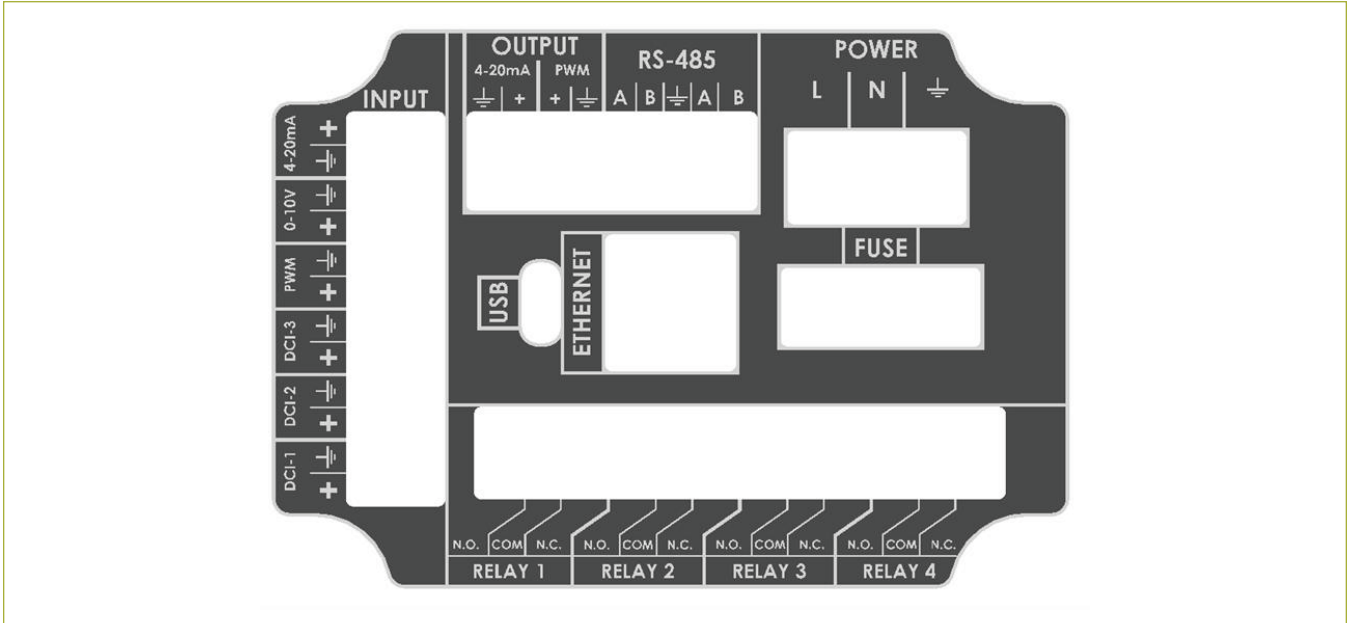 OUTPUT
4-20mA PWM
⏚ + + ⏚
RS-485
A B ⏚ A B
POWER
L N ⏚
INPUT
4-20mA + ⏚
0-10V ⏚ +
PWM ⏚ +
DCI-3 ⏚ +
DCI-2 ⏚ +
DCI-1 ⏚ +
FUSE
USB
ETHERNET
N.O. COM N.C. N.O. COM N.C. N.O. COM N.C. N.O. COM N.C.
RELAY 1 RELAY 2 RELAY 3 RELAY 4